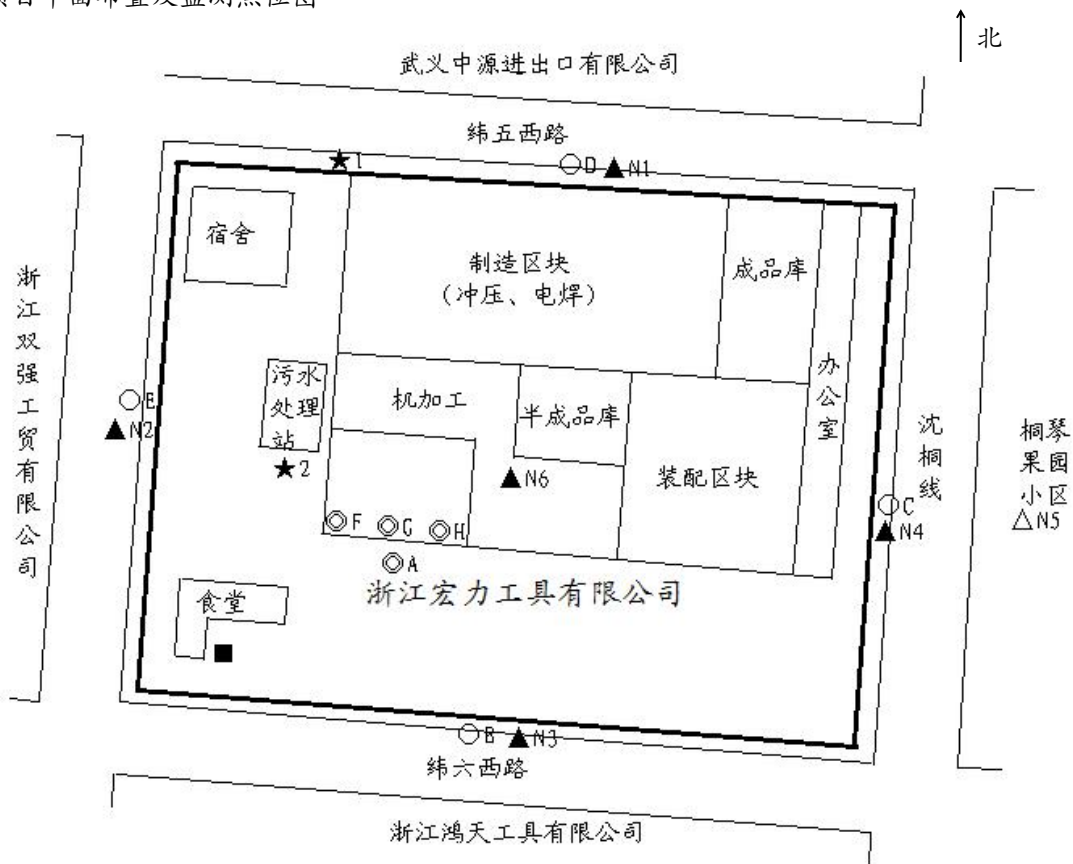 北
武义中源进出口有限公司
纬五西路
★1
○D ▲N1
宿舍
制造区块
(冲压、电焊)
成品库
办公室
浙江双强工贸有限公司
污水
处理
站
★2
机加工
半成品库
○E
▲N2
▲N6
装配区块
沈桐线
桐琴
果园
小区
△N5
○C
▲N4
◎F ◎G ◎H
◎A
浙江宏力工具有限公司
食堂
■
○B ▲N3
纬六西路
浙江鸿天工具有限公司